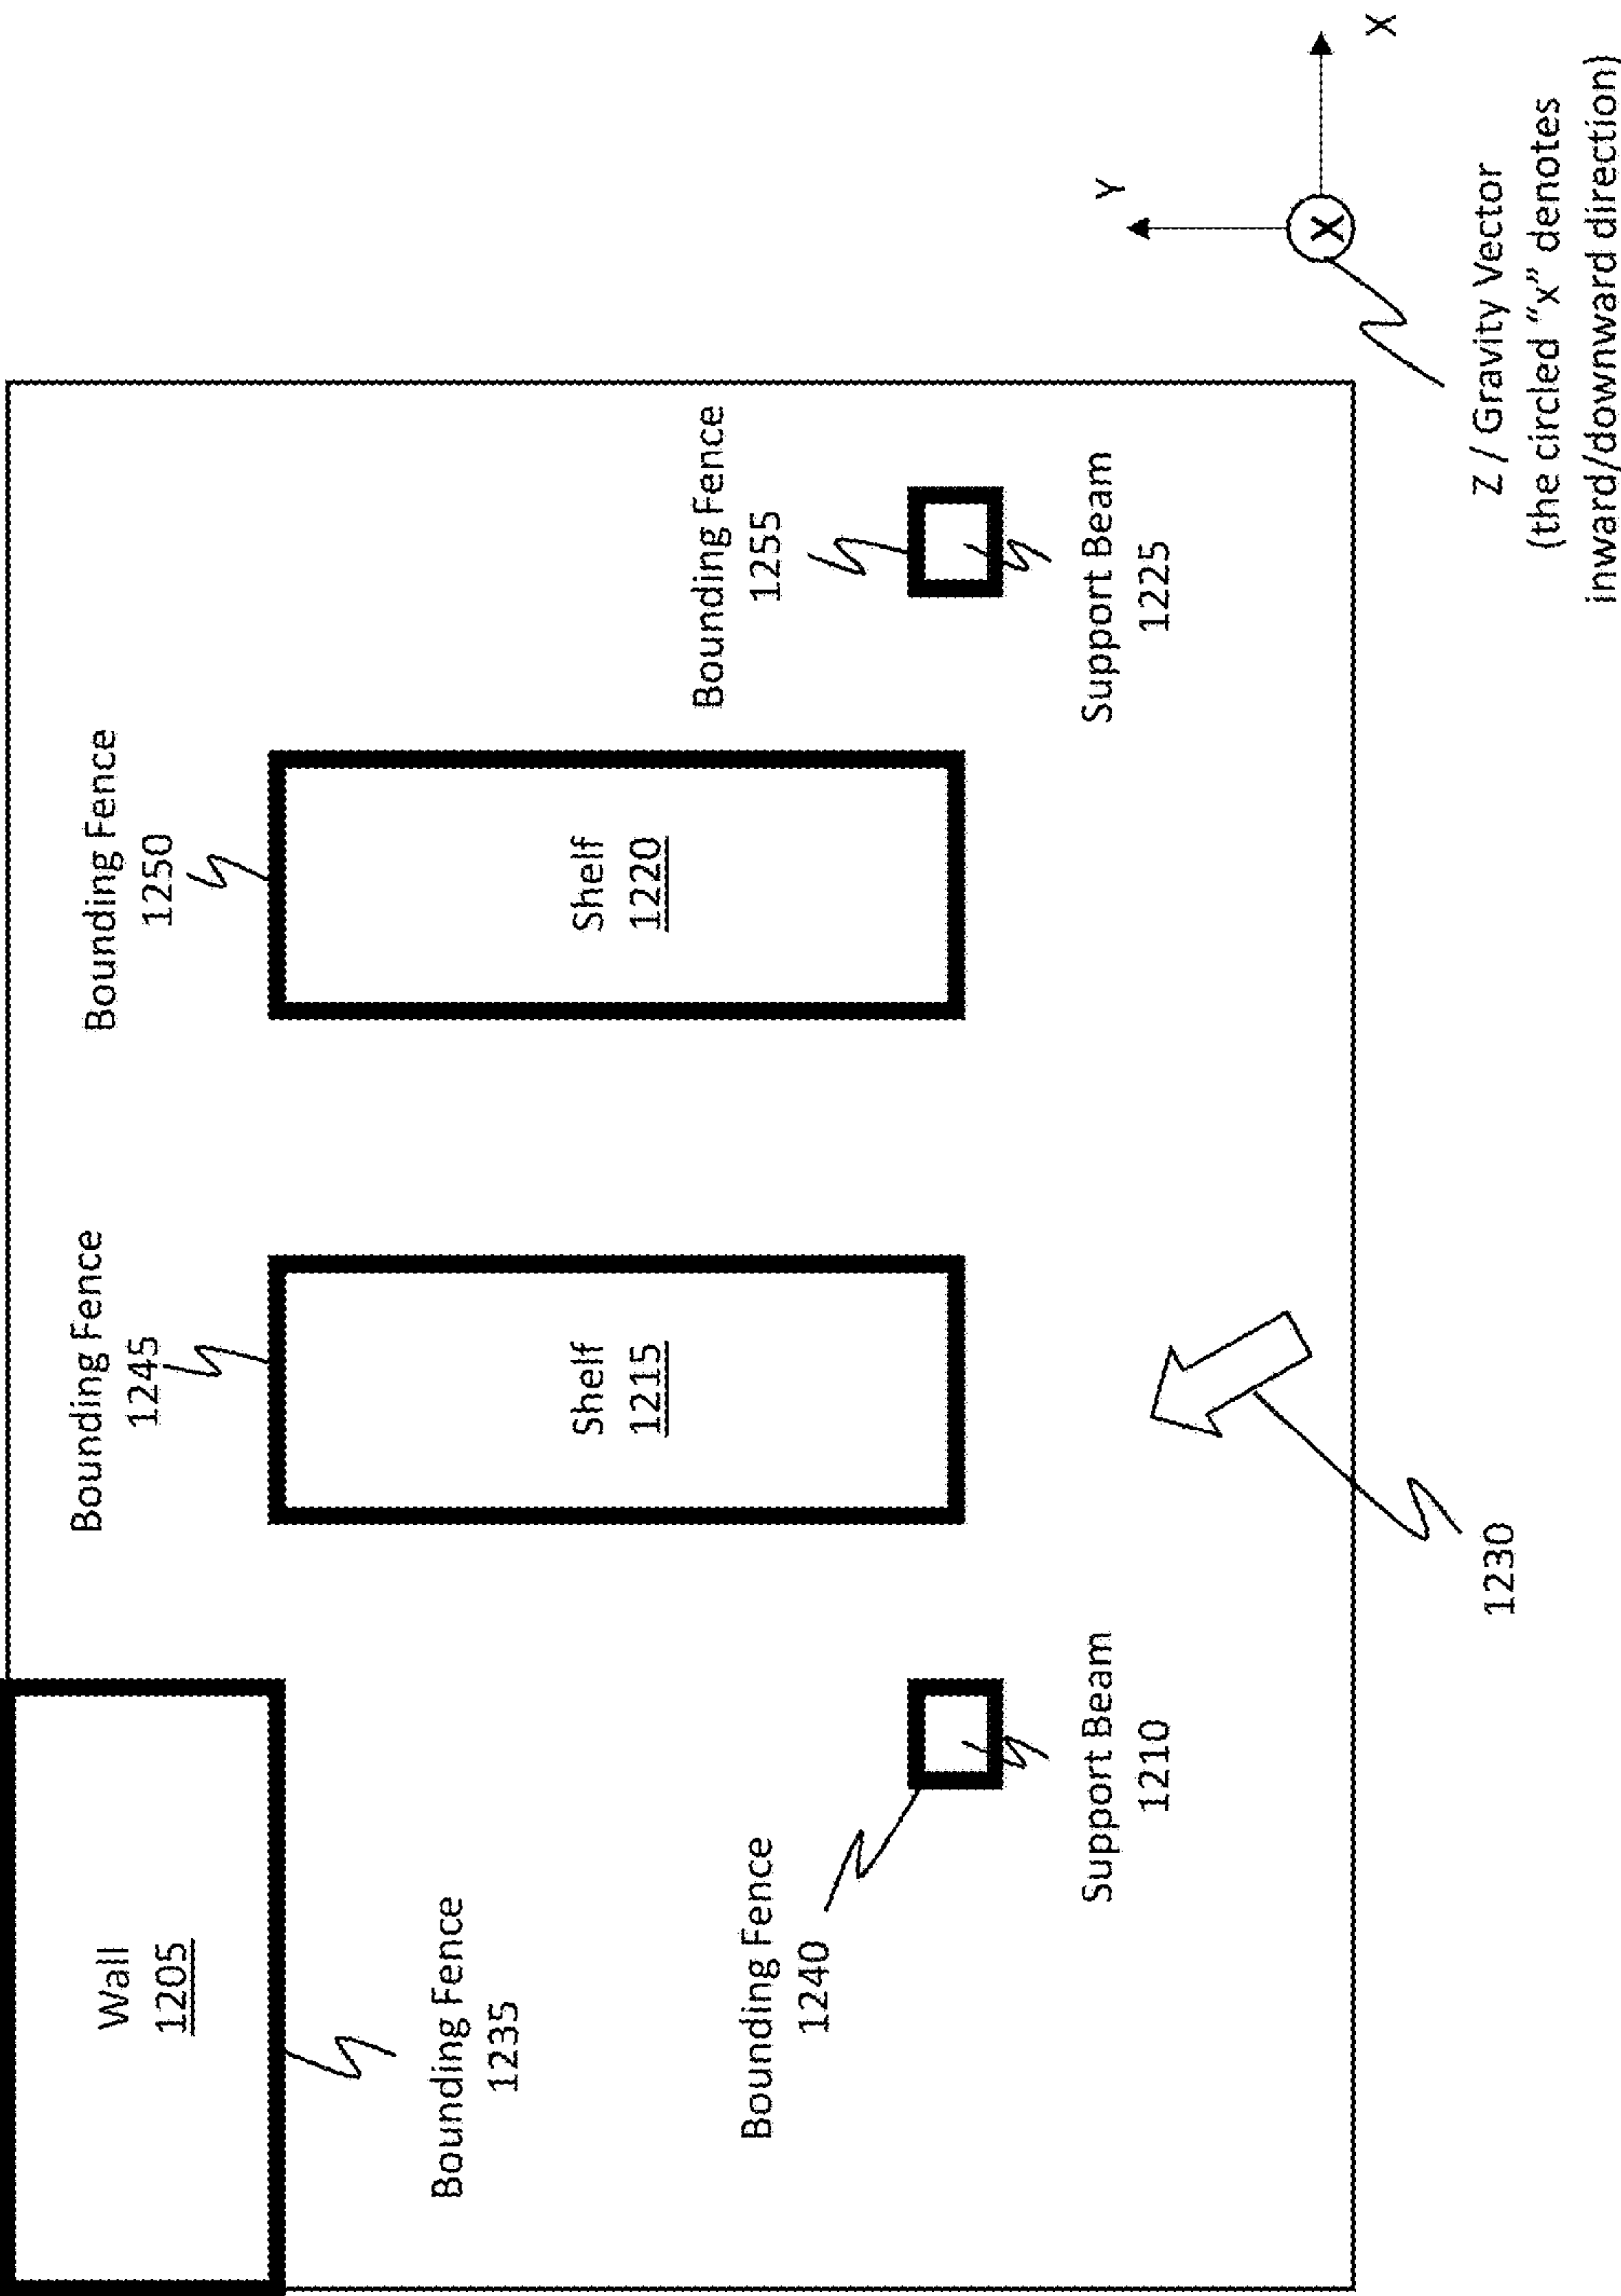 Wall
1205
Bounding Fence
1235
Bounding Fence
1245
Bounding Fence
1250
Shelf
1215
Shelf
1220
Bounding Fence
1240
Bounding Fence
1255
Support Beam
1210
Support Beam
1225
1230
Y
X
X
Z / Gravity Vector
(the circled “x” denotes
inward/downward direction)